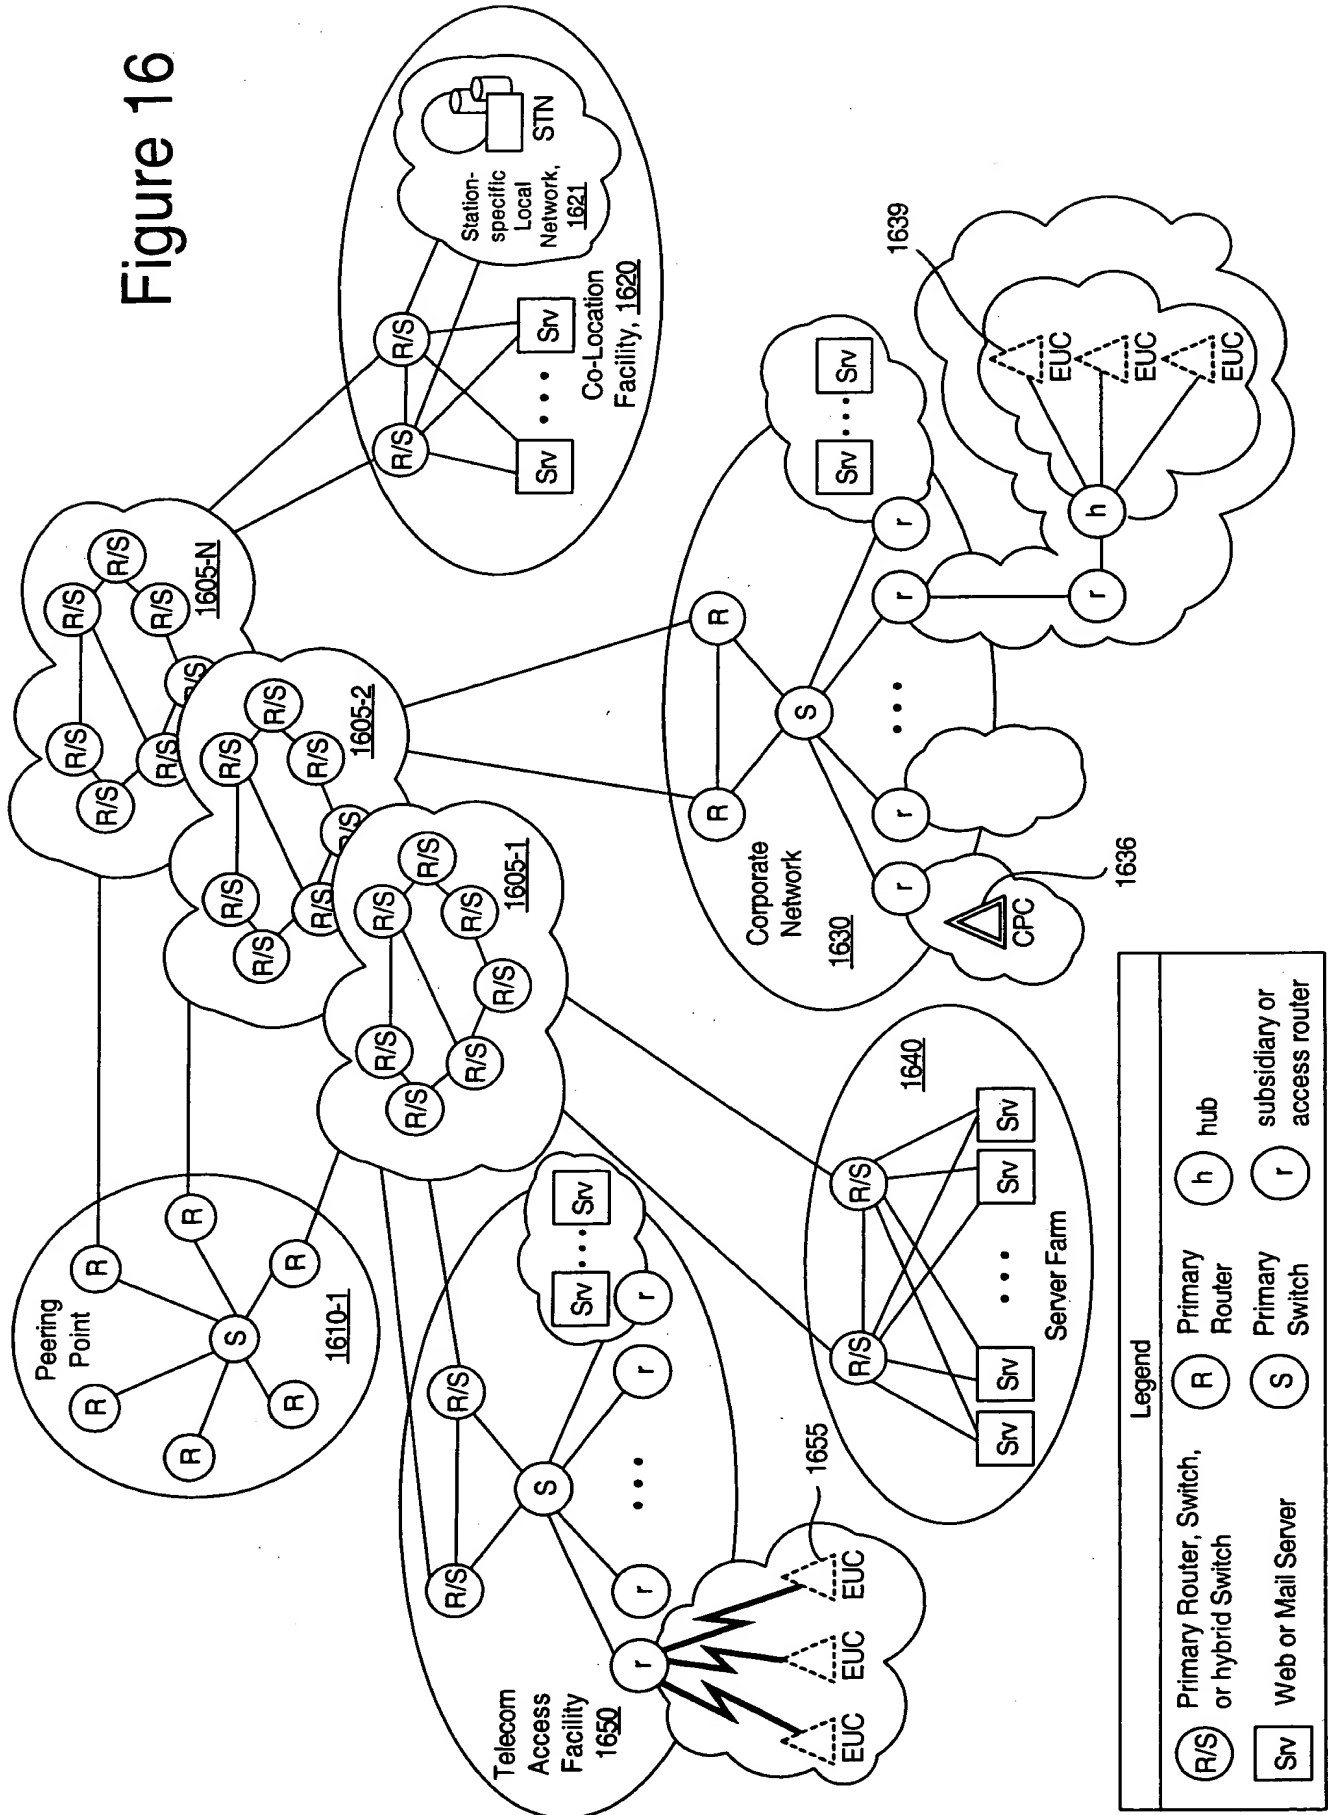 Figure 16
Peering
Point
R
R
R
R
R
R
S
1610-1
R/S
R/S
R/S
R/S
R/S
R/S
R/S
1605-N
R/S
R/S
R/S
R/S
R/S
R/S
R/S
1605-2
R/S
R/S
R/S
R/S
R/S
R/S
R/S
1605-1
R/S
R/S
Srv
Srv
Co-Location
Facility, 1620
Station-
specific
Local
Network,
1621
STN
Telecom
Access
Facility
1650
R/S
R/S
S
r
r
r
r
Srv
Srv
EUC
EUC
EUC
1655
R/S
R/S
1640
Srv
Srv
Srv
Srv
Server Farm
Corporate
Network
1630
R
R
S
r
r
r
r
Srv
Srv
CPC
1636
r
h
EUC
EUC
EUC
1639
Legend
R/S
Primary Router, Switch,
or hybrid Switch
R
Primary
Router
h
hub
Srv
Web or Mail Server
S
Primary
Switch
r
subsidiary or
access router